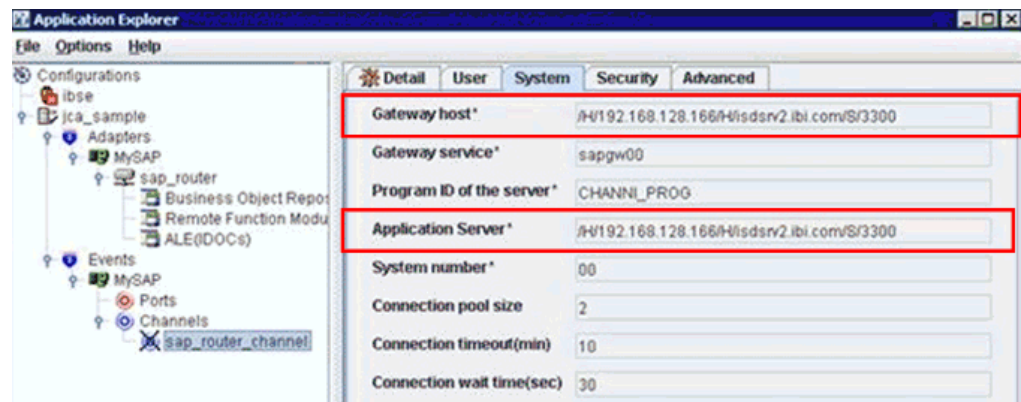 Application Explorer
File Options Help
Configurations
ibse
jca_sample
Adapters
MySAP
sap_router
Business Object Repos
Remote Function Modu
ALE(IDOCs)
Events
MySAP
Ports
Channels
sap_router_channel
Detail User System Security Advanced
Gateway host* /H/192.168.128.166/H/isdsrv2.ibi.com/S/3300
Gateway service* sapgw00
Program ID of the server* CHANNI_PROG
Application Server* /H/192.168.128.166/H/isdsrv2.ibi.com/S/3300
System number* 00
Connection pool size 2
Connection timeout(min) 10
Connection wait time(sec) 30